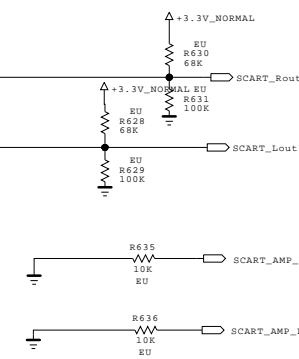 +3.3V_NORMAL
EU
R630
68K
SCART_Rout
+3.3V_NORMAL
EU
R631
100K
EU
R628
68K
SCART_Lout
EU
R629
100K
R635
10K
EU
SCART_AMP_
R636
10K
EU
SCART_AMP_